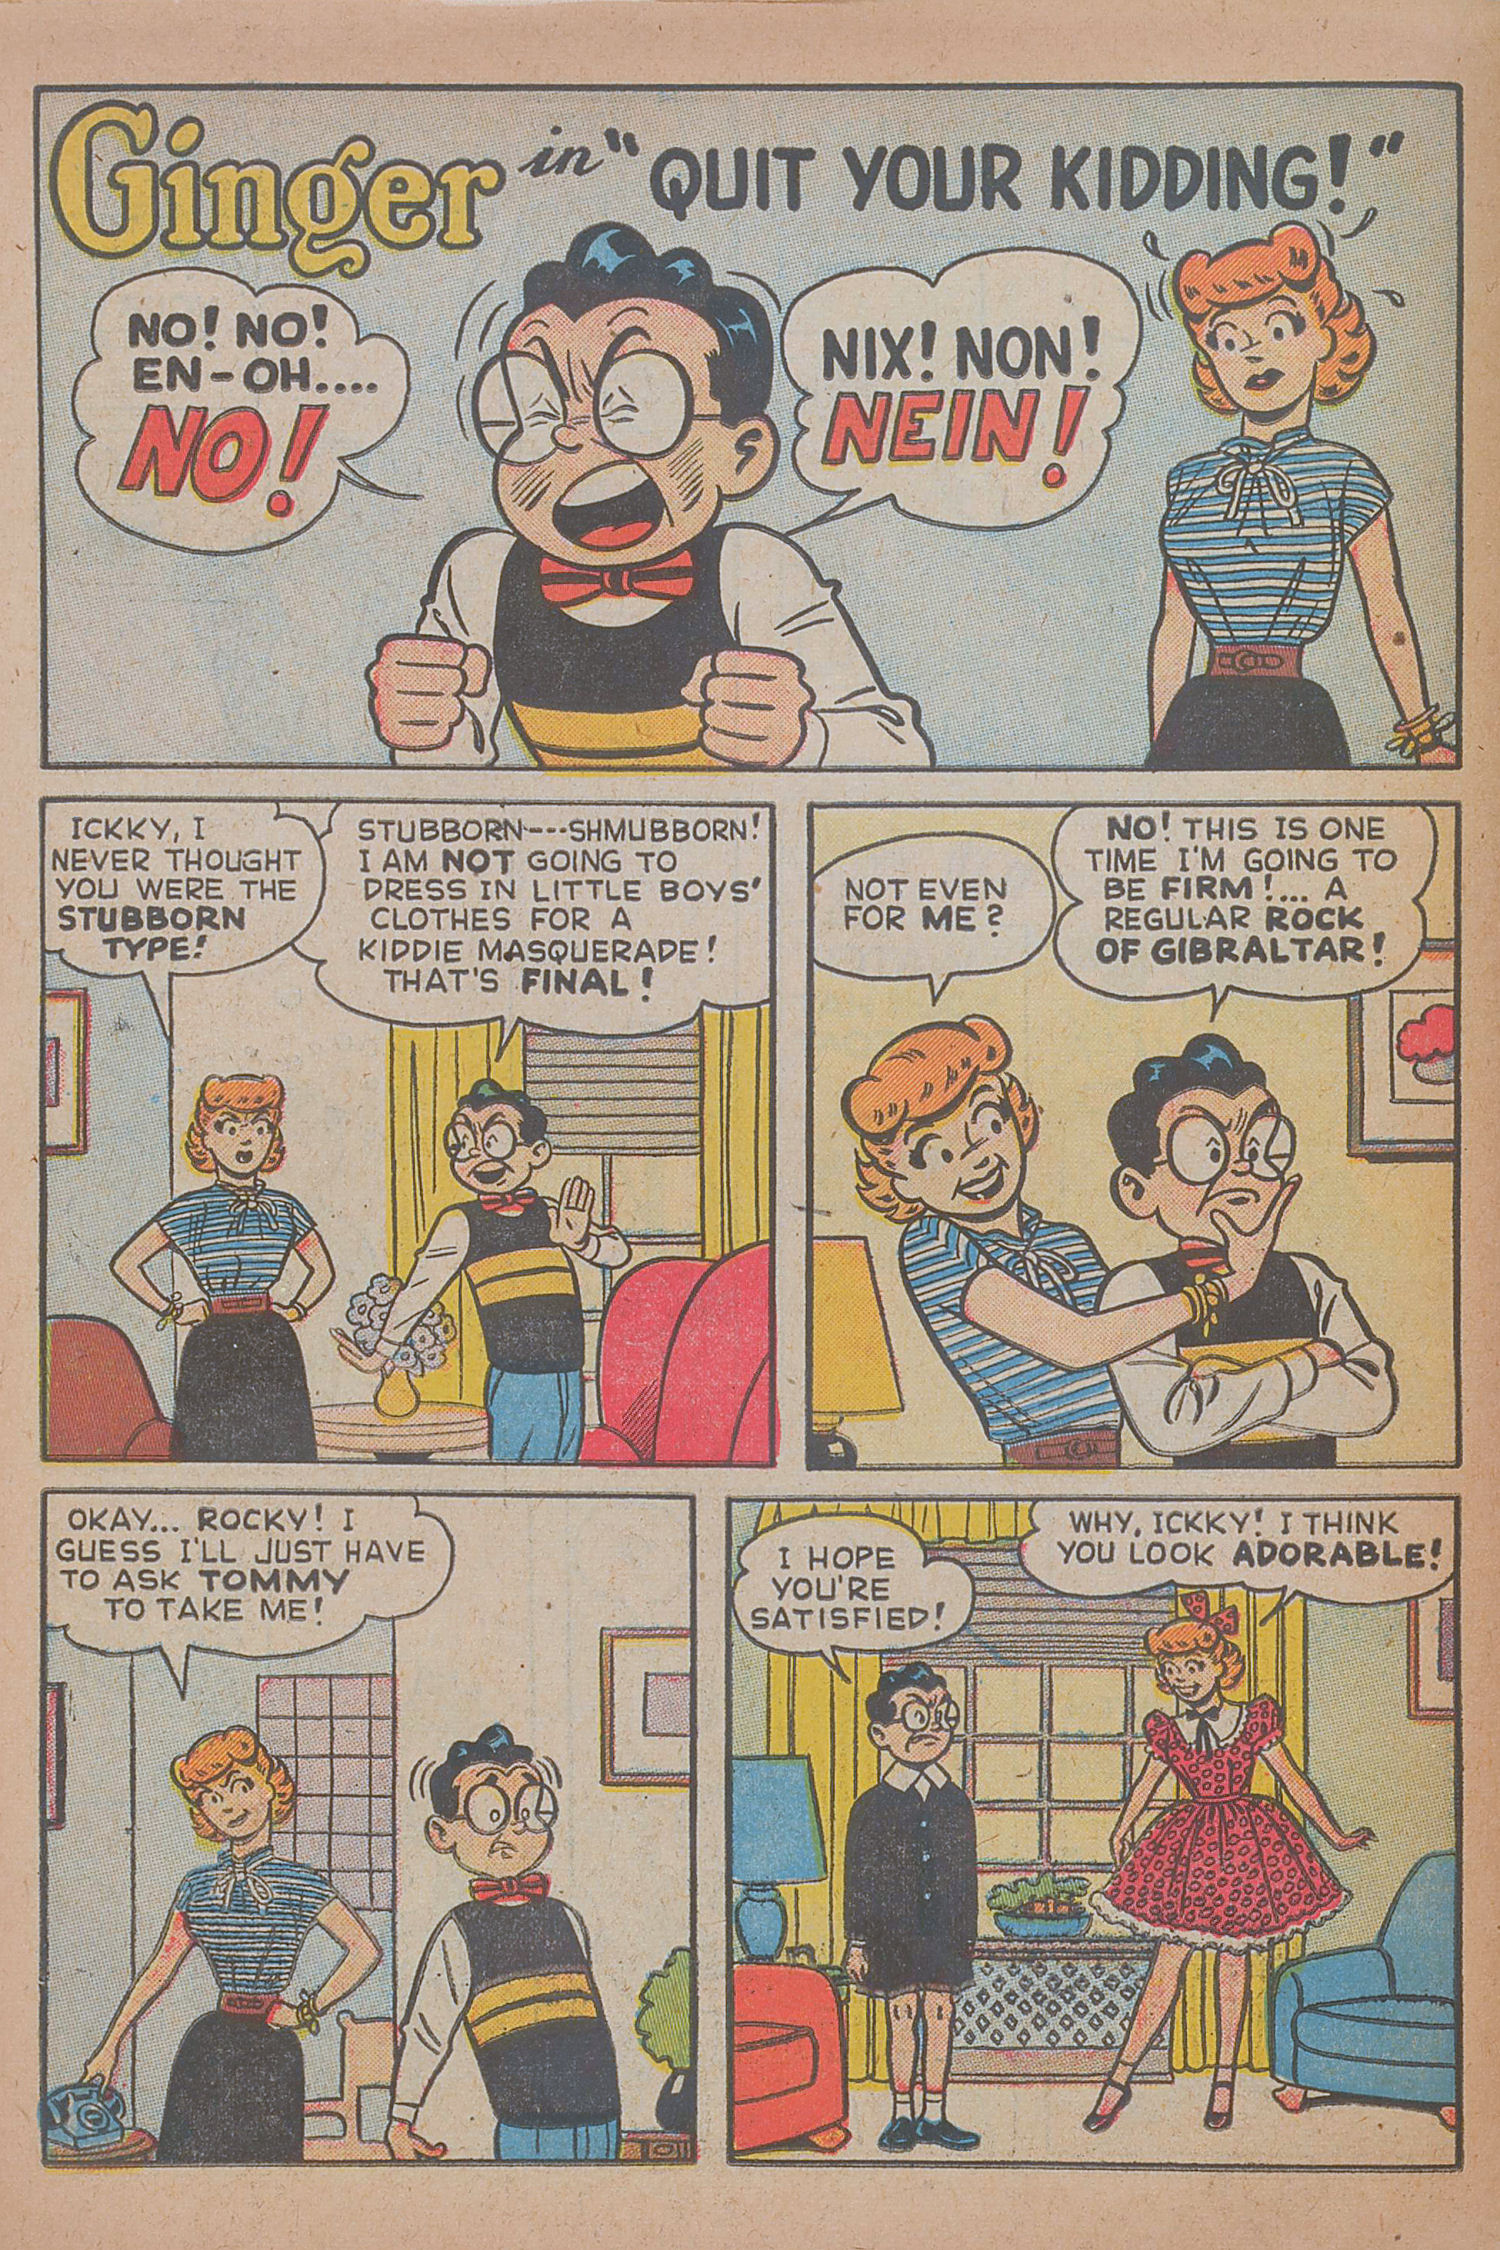 Ginger in "QUIT YOUR KIDDING!"
NO! NO!
EN-OH....
NO!
NIX! NON!
NEIN!
ICKKY, I
NEVER THOUGHT
YOU WERE THE
STUBBORN
TYPE!
STUBBORN---SHMUBBORN!
I AM NOT GOING TO
DRESS IN LITTLE BOYS'
CLOTHES FOR A
KIDDIE MASQUERADE!
THAT'S FINAL!
NOT EVEN
FOR ME?
NO! THIS IS ONE
TIME I'M GOING TO
BE FIRM!.... A
REGULAR ROCK
OF GIBRALTAR!
OKAY... ROCKY! I
GUESS I'LL JUST HAVE
TO ASK TOMMY
TO TAKE ME!
I HOPE
YOU'RE
SATISFIED!
WHY, ICKKY! I THINK
YOU LOOK ADORABLE!